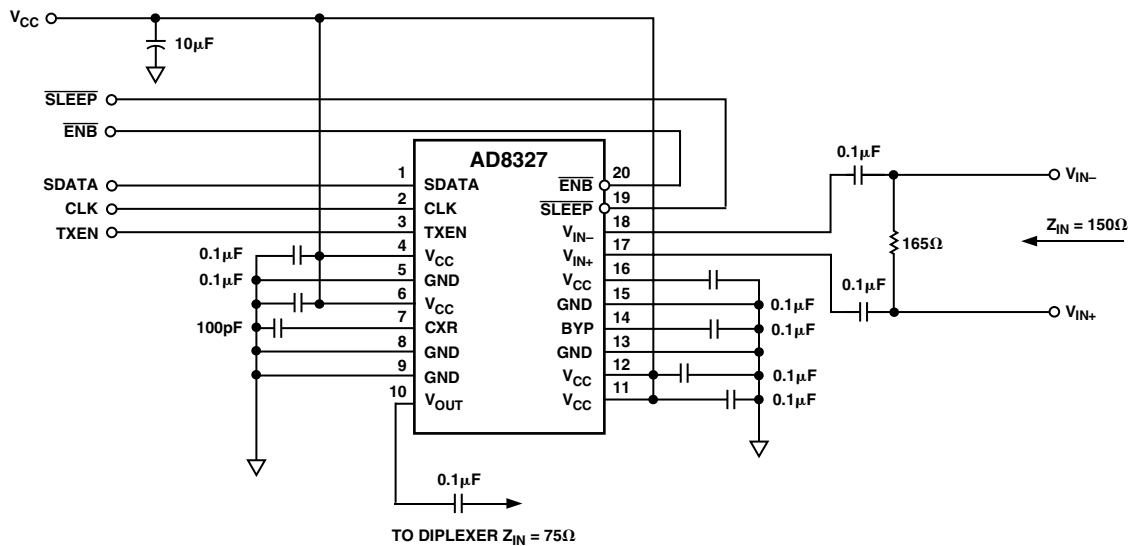 VCC
10μF
SLEEP
ENB
SDATA
CLK
TXEN
0.1μF
0.1μF
100pF
AD8327
1 SDATA
2 CLK
3 TXEN
4 VCC
5 GND
6 VCC
7 CXR
8 GND
9 GND
10 VOUT
20 ENB
19 SLEEP
18 VIN–
17 VIN+
16 VCC
15 GND
14 BYP
13 GND
12 VCC
11 VCC
0.1μF
0.1μF
0.1μF
0.1μF
0.1μF
VIN–
165Ω
ZIN = 150Ω
0.1μF
VIN+
0.1μF
TO DIPLEXER ZIN = 75Ω